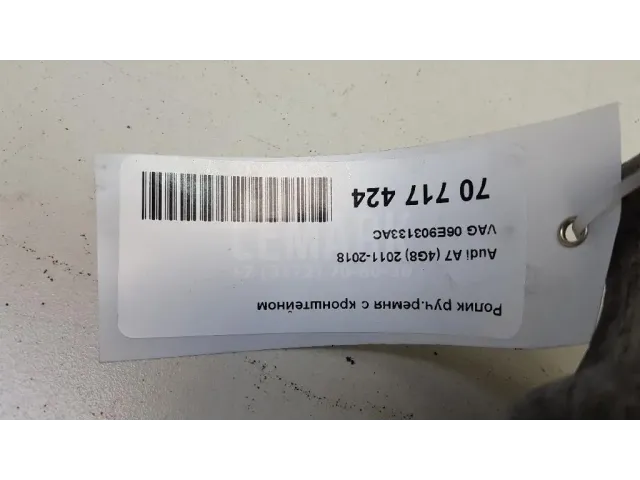 Ролик руч.ремня с кронштейном
Audi A7 (4G8) 2011-2018
VAG 06E903133AC
70 717 424